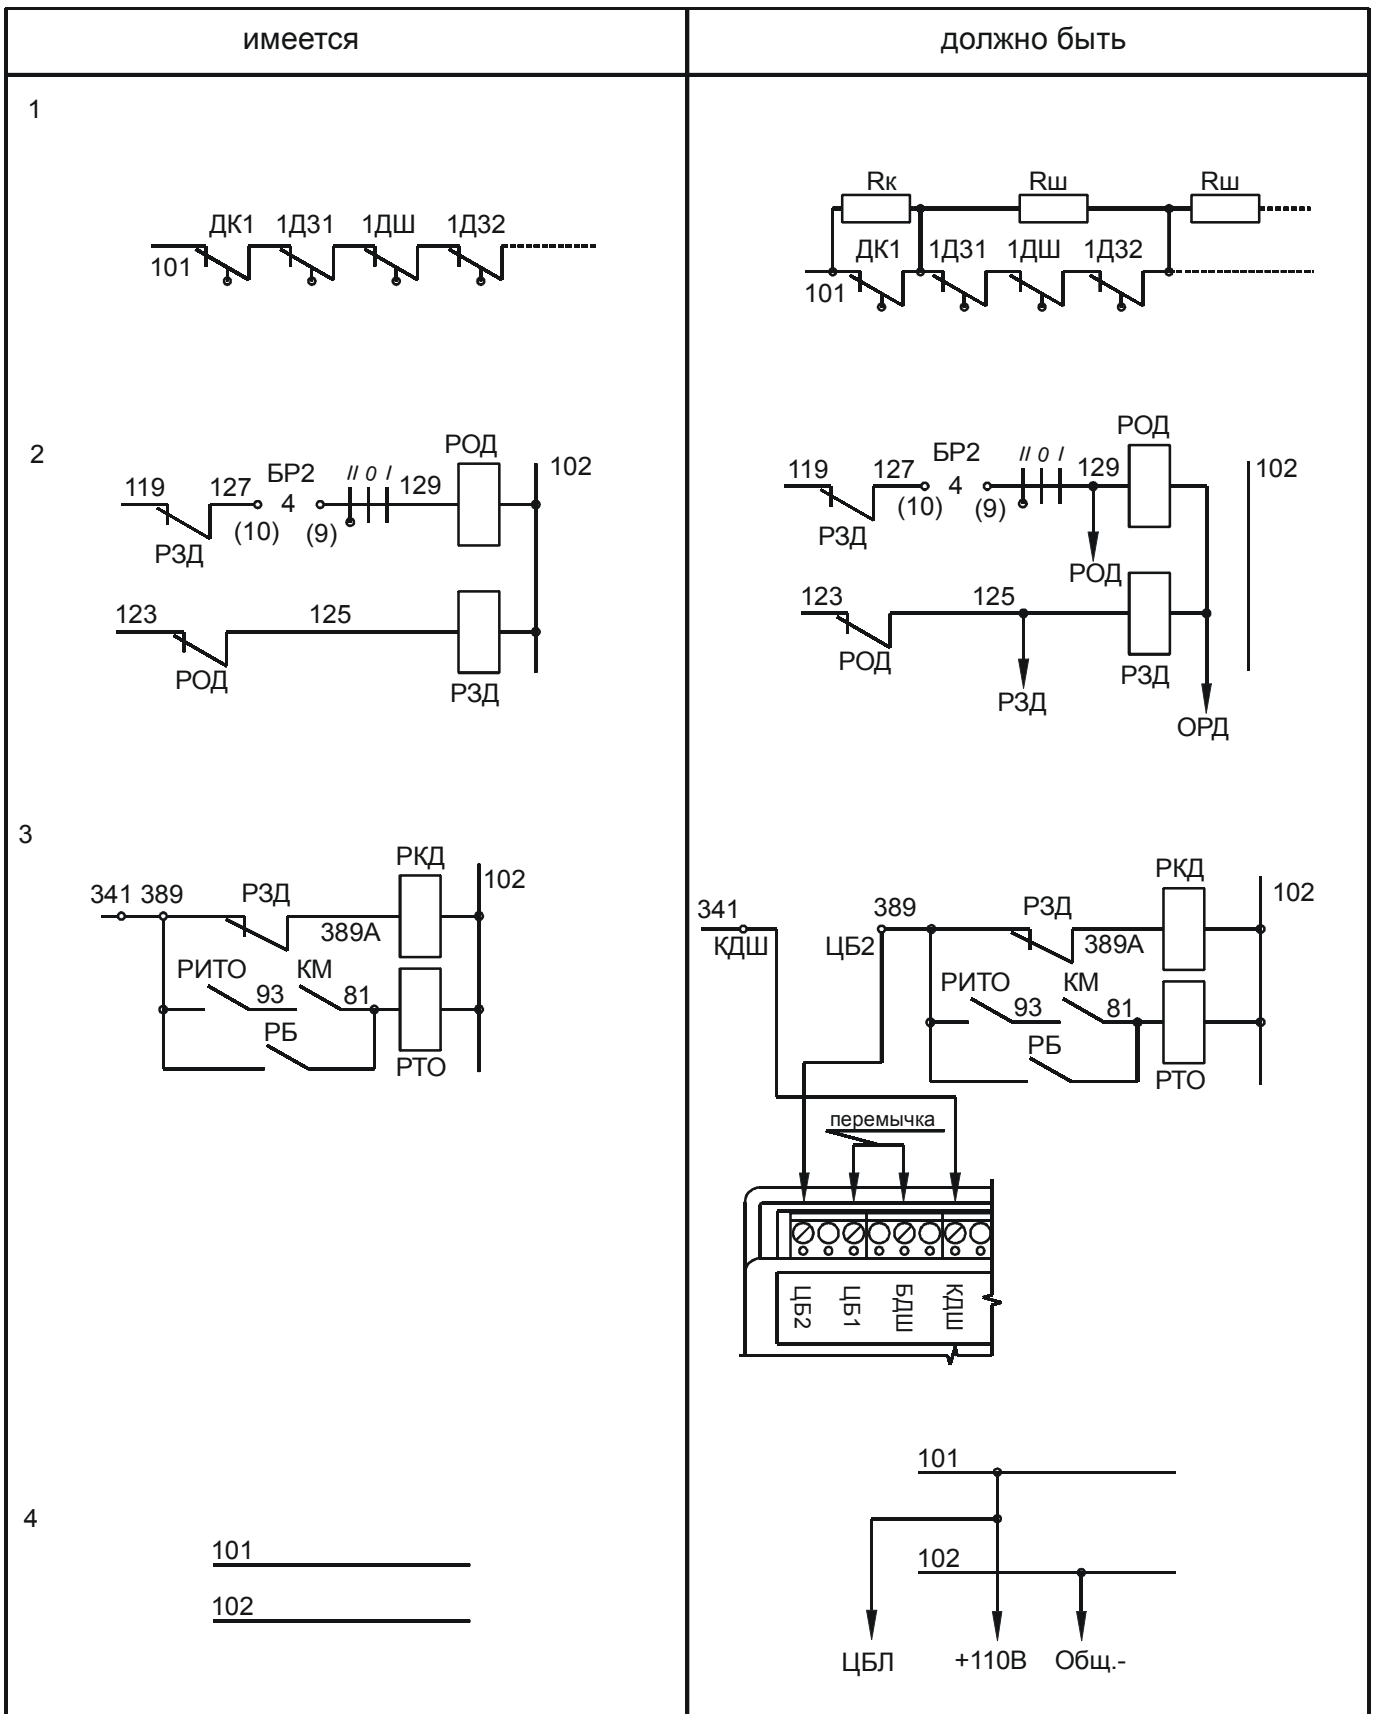 имеется
должно быть
1
ДК1 1Д31 1ДШ 1Д32
101
Rк Rш Rш
ДК1 1Д31 1ДШ 1Д32
101
2
РОД
119 127 БР2 II 0 I 129 102
4
(10) (9)
РЗД
123 125
РОД РЗД
РОД
119 127 БР2 II 0 I 129 102
4
(10) (9)
РЗД
РОД
123 125
РОД РЗД
РЗД
ОРД
3
РКД
341 389 РЗД 102
389А
РИТО КМ
93 81
РБ
РТО
РКД
341 389 РЗД 102
КДШ ЦБ2 389А
РИТО КМ
93 81
РБ
РТО
перемычка
ЦБ2 ЦБ1 БДШ КДШ
4
101
102
101
102
ЦБЛ +110В Общ.-